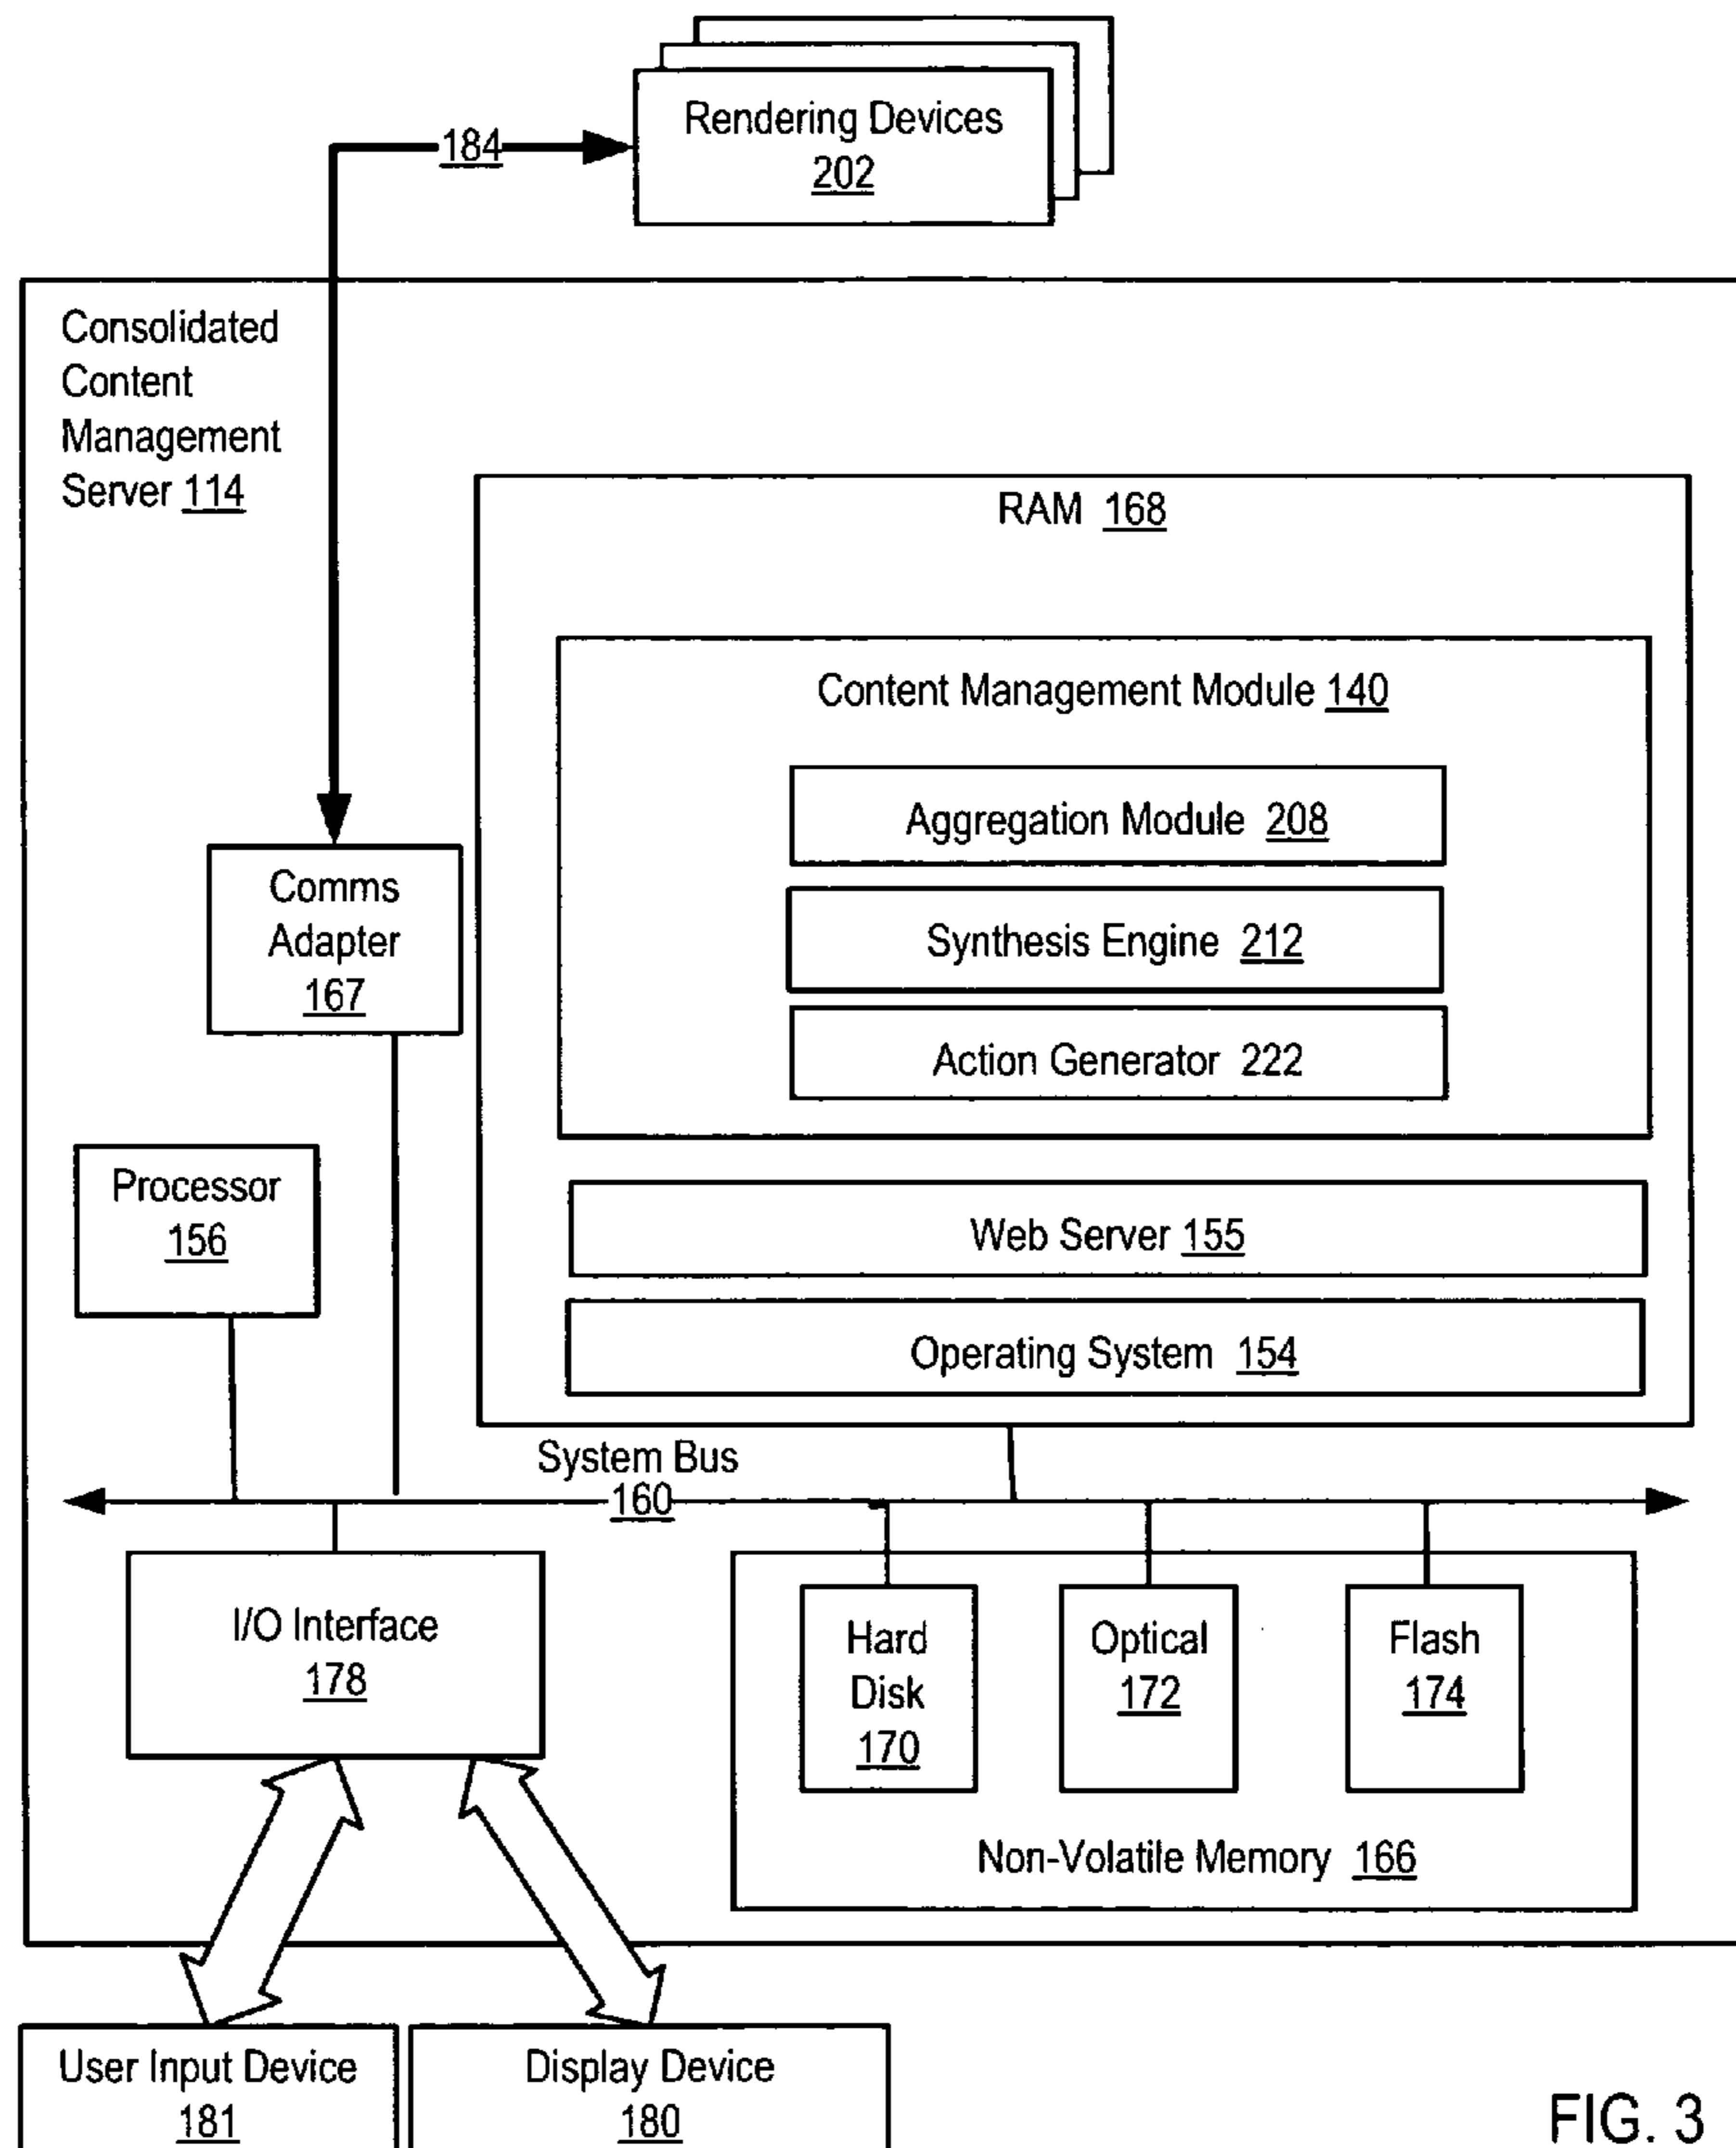 Rendering Devices
202
184
Consolidated
Content
Management
Server 114
RAM 168
Content Management Module 140
Aggregation Module 208
Synthesis Engine 212
Action Generator 222
Comms
Adapter
167
Processor
156
Web Server 155
Operating System 154
System Bus
160
I/O Interface
178
Hard
Disk
170
Optical
172
Flash
174
Non-Volatile Memory 166
User Input Device
181
Display Device
180
FIG. 3